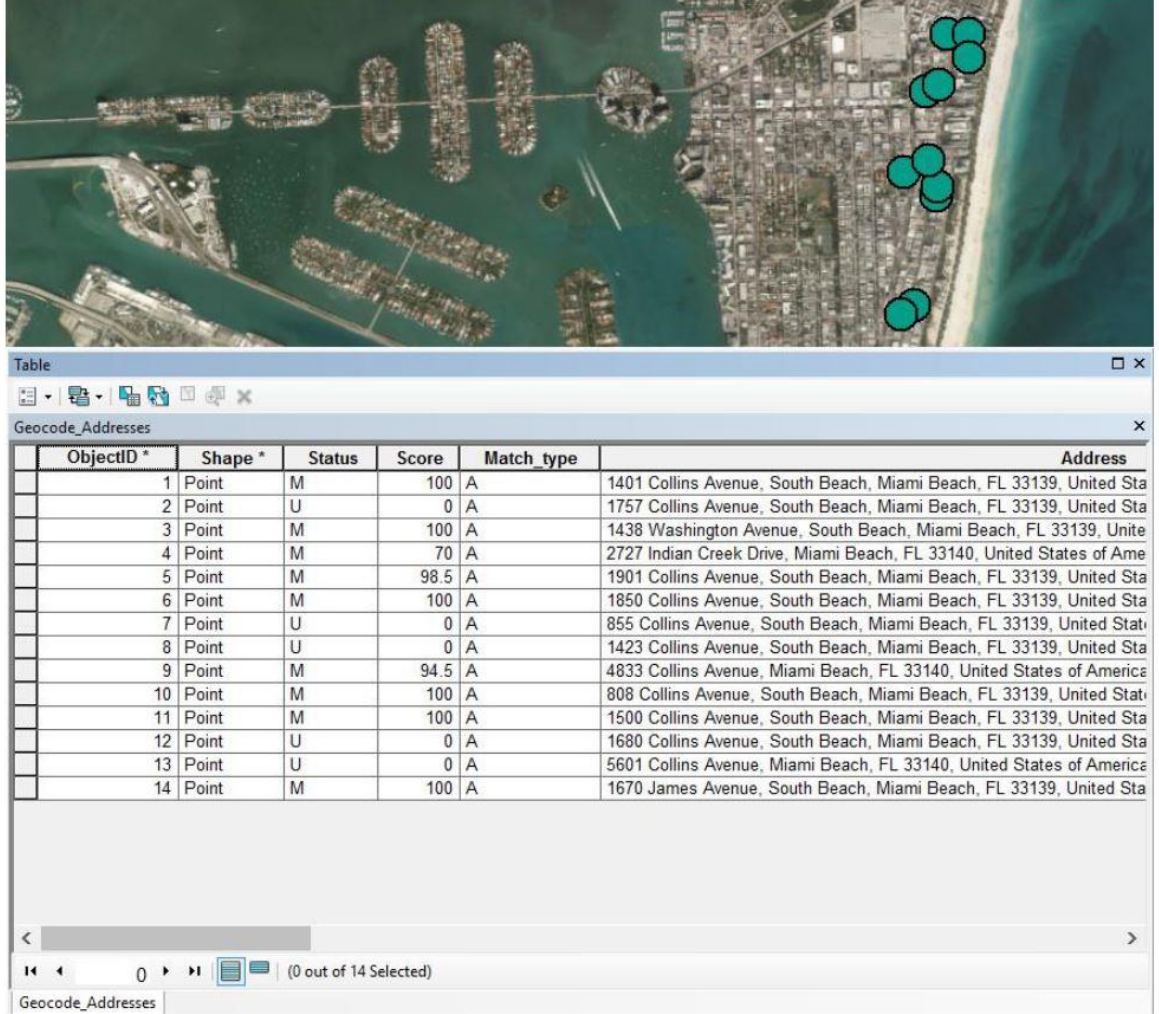 Table
Geocode_Addresses
ObjectID * Shape * Status Score Match_type Address
1 Point M 100 A 1401 Collins Avenue, South Beach, Miami Beach, FL 33139, United Sta
2 Point U 0 A 1757 Collins Avenue, South Beach, Miami Beach, FL 33139, United Sta
3 Point M 100 A 1438 Washington Avenue, South Beach, Miami Beach, FL 33139, Unite
4 Point M 70 A 2727 Indian Creek Drive, Miami Beach, FL 33140, United States of Ame
5 Point M 98.5 A 1901 Collins Avenue, South Beach, Miami Beach, FL 33139, United Sta
6 Point M 100 A 1850 Collins Avenue, South Beach, Miami Beach, FL 33139, United Sta
7 Point U 0 A 855 Collins Avenue, South Beach, Miami Beach, FL 33139, United Stat
8 Point U 0 A 1423 Collins Avenue, South Beach, Miami Beach, FL 33139, United Sta
9 Point M 94.5 A 4833 Collins Avenue, Miami Beach, FL 33140, United States of America
10 Point M 100 A 808 Collins Avenue, South Beach, Miami Beach, FL 33139, United Stat
11 Point M 100 A 1500 Collins Avenue, South Beach, Miami Beach, FL 33139, United Sta
12 Point U 0 A 1680 Collins Avenue, South Beach, Miami Beach, FL 33139, United Sta
13 Point U 0 A 5601 Collins Avenue, Miami Beach, FL 33140, United States of America
14 Point M 100 A 1670 James Avenue, South Beach, Miami Beach, FL 33139, United Sta
0 (0 out of 14 Selected)
Geocode_Addresses